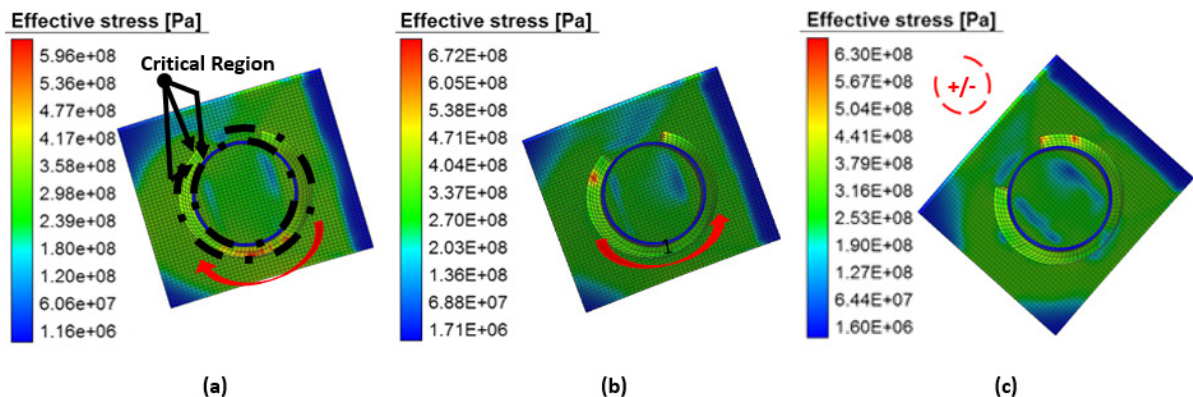 Effective stress [Pa]
5.96e+08
5.36e+08
4.77e+08
4.17e+08
3.58e+08
2.98e+08
2.39e+08
1.80e+08
1.20e+08
6.06e+07
1.16e+06
Critical Region
(a)
Effective stress [Pa]
6.72E+08
6.05E+08
5.38E+08
4.71E+08
4.04E+08
3.37E+08
2.70E+08
2.03E+08
1.36E+08
6.88E+07
1.71E+06
1
(b)
Effective stress [Pa]
6.30E+08
5.67E+08
5.04E+08
4.41E+08
3.79E+08
3.16E+08
2.53E+08
1.90E+08
1.27E+08
6.44E+07
1.60E+06
+/-
(c)